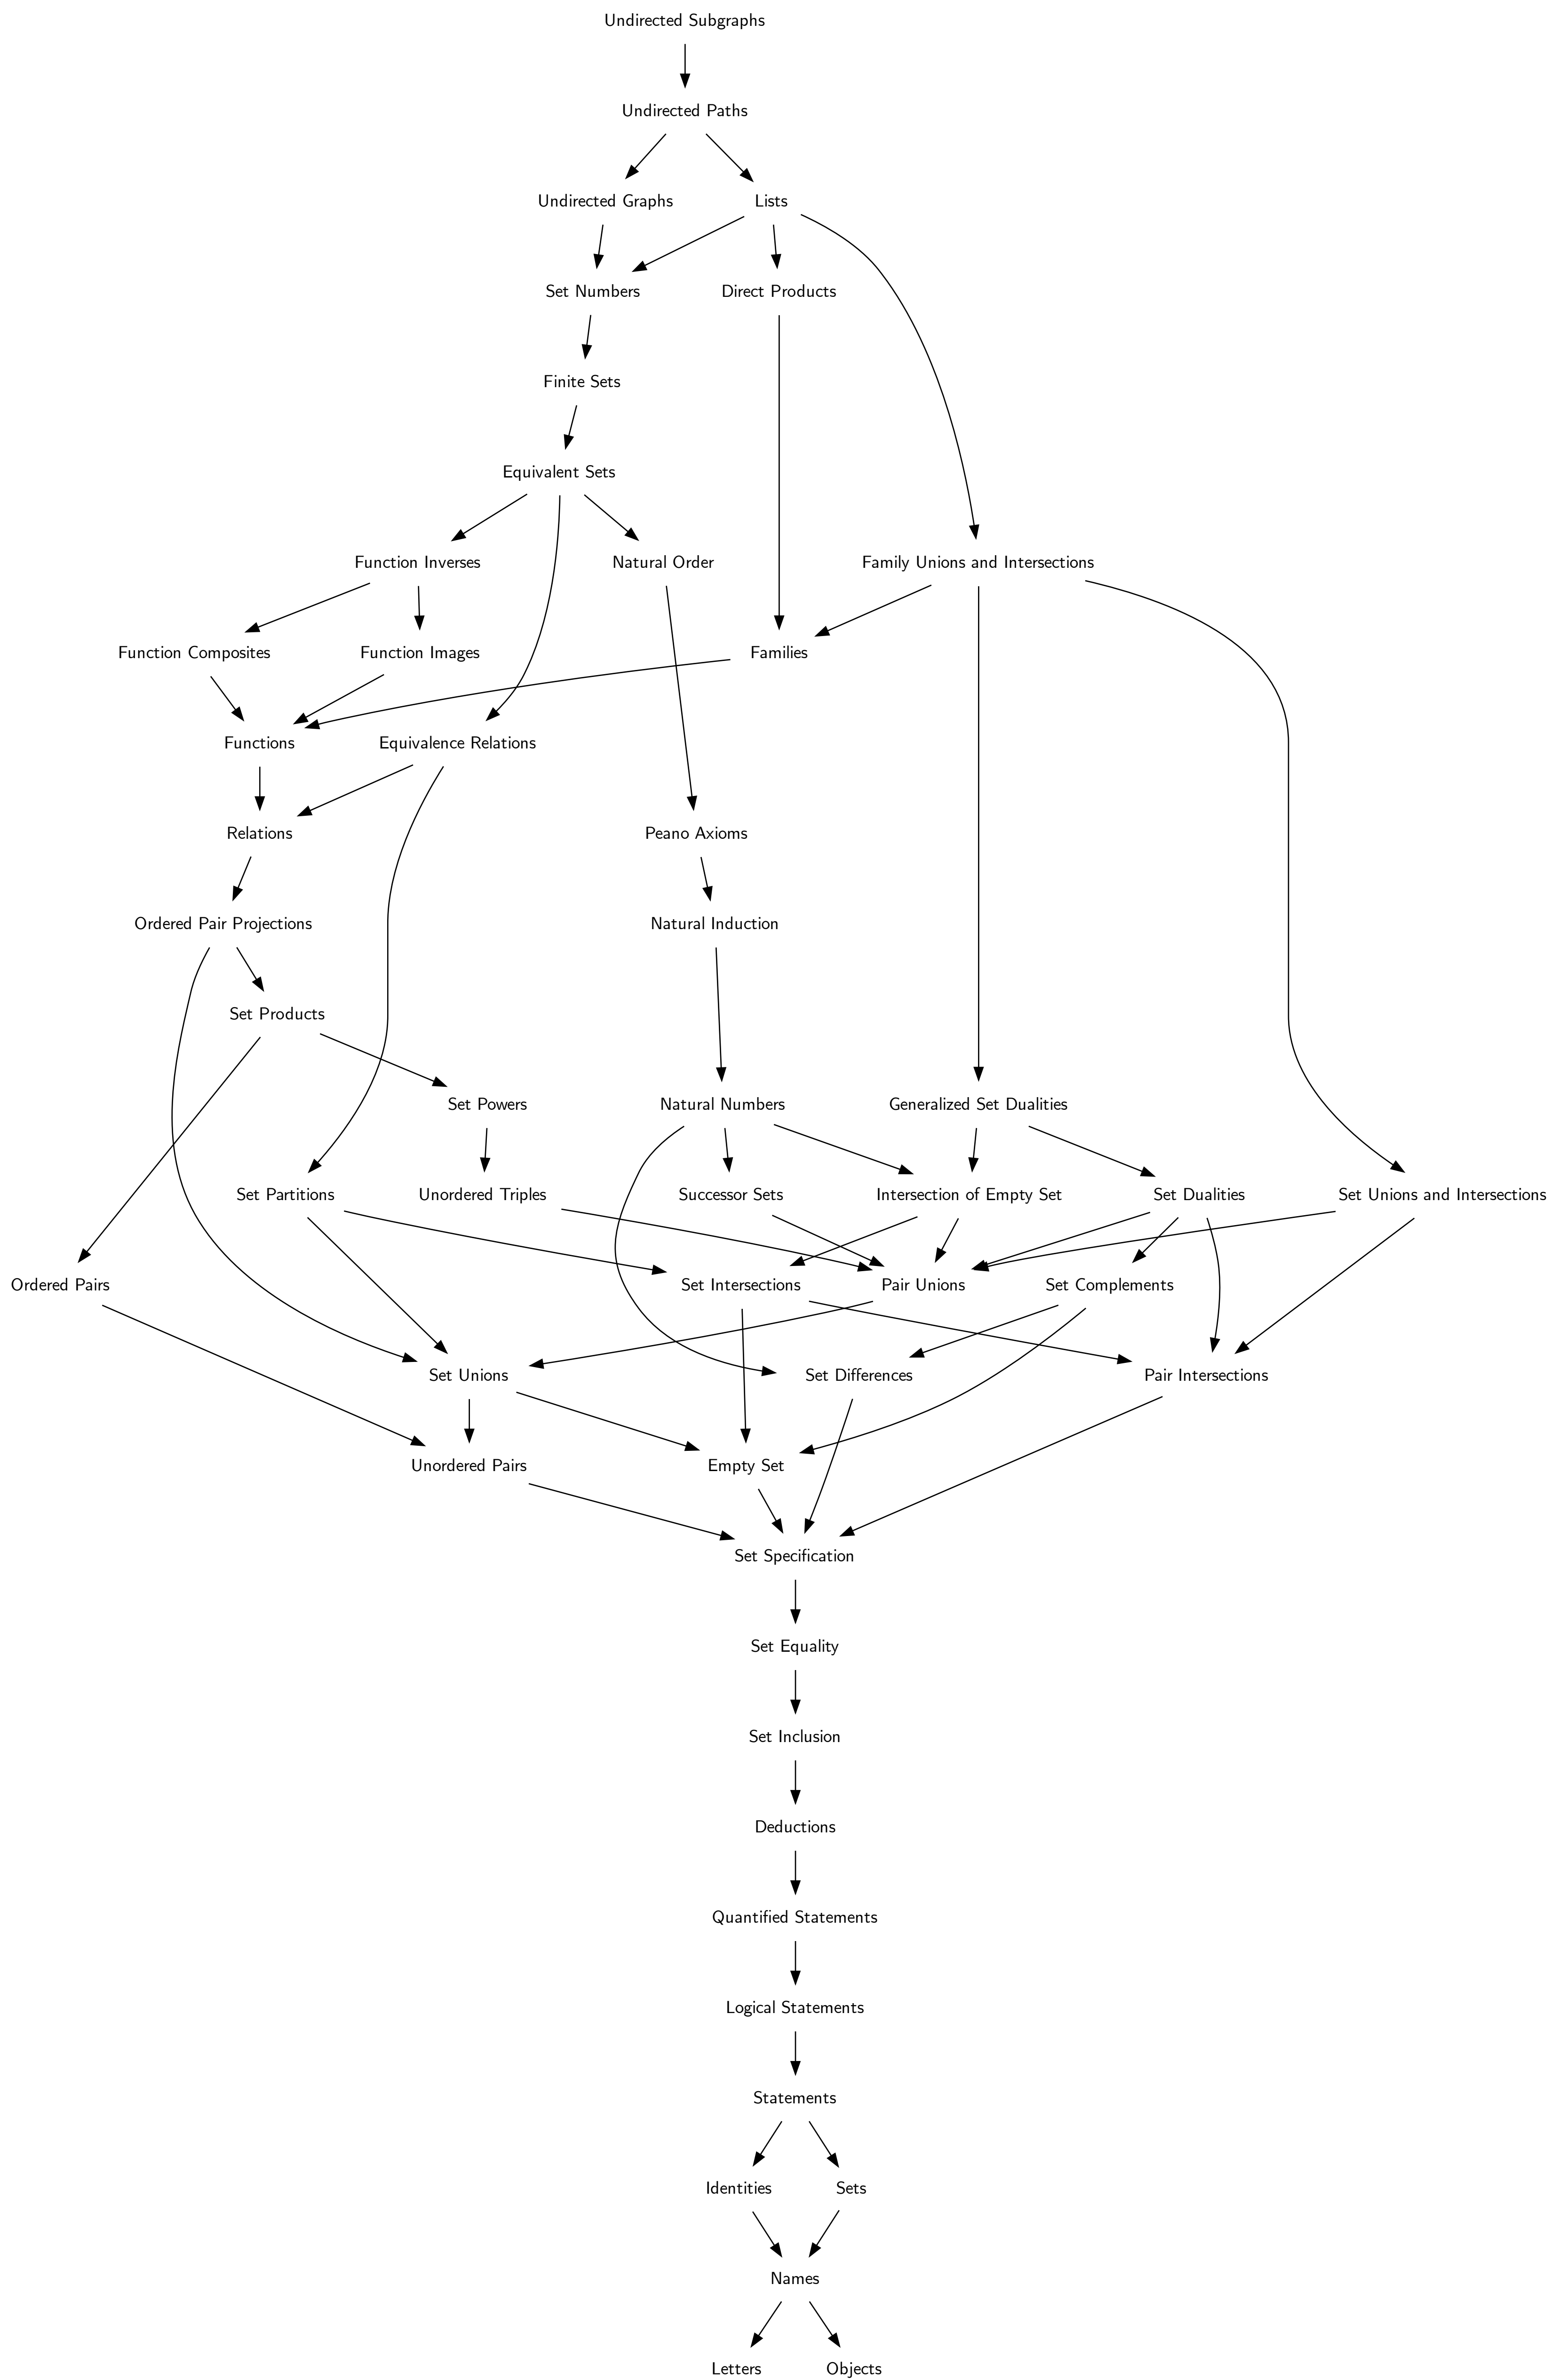 Undirected Subgraphs
Undirected Paths
Undirected Graphs
Lists
Set Numbers
Direct Products
Finite Sets
Equivalent Sets
Function Inverses
Natural Order
Family Unions and Intersections
Function Composites
Function Images
Families
Functions
Equivalence Relations
Relations
Peano Axioms
Ordered Pair Projections
Natural Induction
Set Products
Set Powers
Natural Numbers
Generalized Set Dualities
Set Partitions
Unordered Triples
Successor Sets
Intersection of Empty Set
Set Dualities
Set Unions and Intersections
Ordered Pairs
Set Intersections
Pair Unions
Set Complements
Set Unions
Set Differences
Pair Intersections
Unordered Pairs
Empty Set
Set Specification
Set Equality
Set Inclusion
Deductions
Quantified Statements
Logical Statements
Statements
Identities
Sets
Names
Letters
Objects